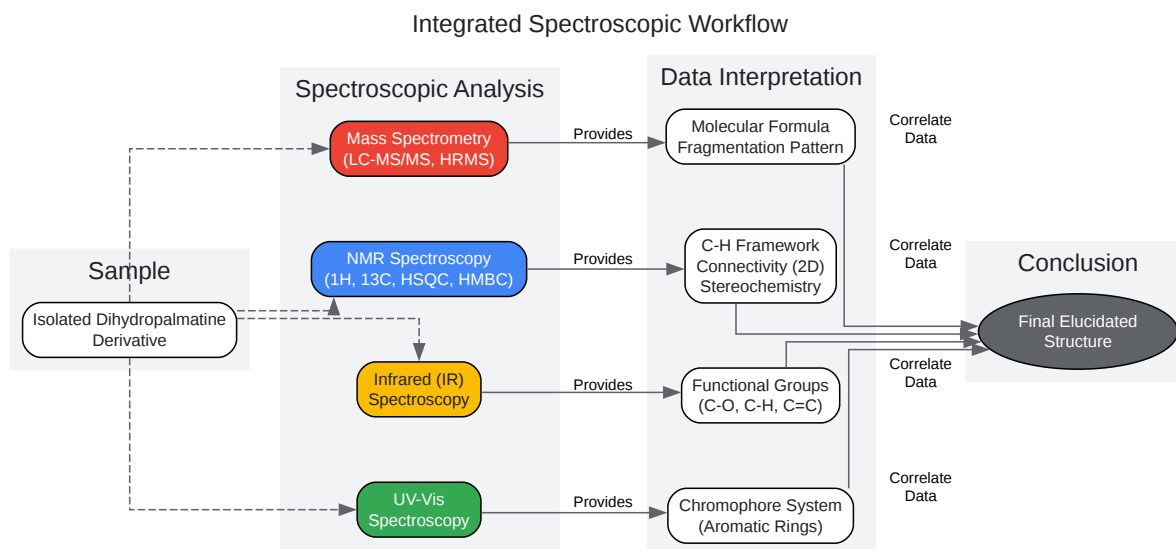 Integrated Spectroscopic Workflow
Sample
Isolated Dihydropalmatine
Derivative
Spectroscopic Analysis
Mass Spectrometry
(LC-MS/MS, HRMS)
NMR Spectroscopy
(1H, 13C, HSQC, HMBC)
Infrared (IR)
Spectroscopy
UV-Vis
Spectroscopy
Provides
Provides
Provides
Provides
Data Interpretation
Molecular Formula
Fragmentation Pattern
C-H Framework
Connectivity (2D)
Stereochemistry
Functional Groups
(C-O, C-H, C=C)
Chromophore System
(Aromatic Rings)
Correlate
Data
Correlate
Data
Correlate
Data
Correlate
Data
Conclusion
Final Elucidated
Structure